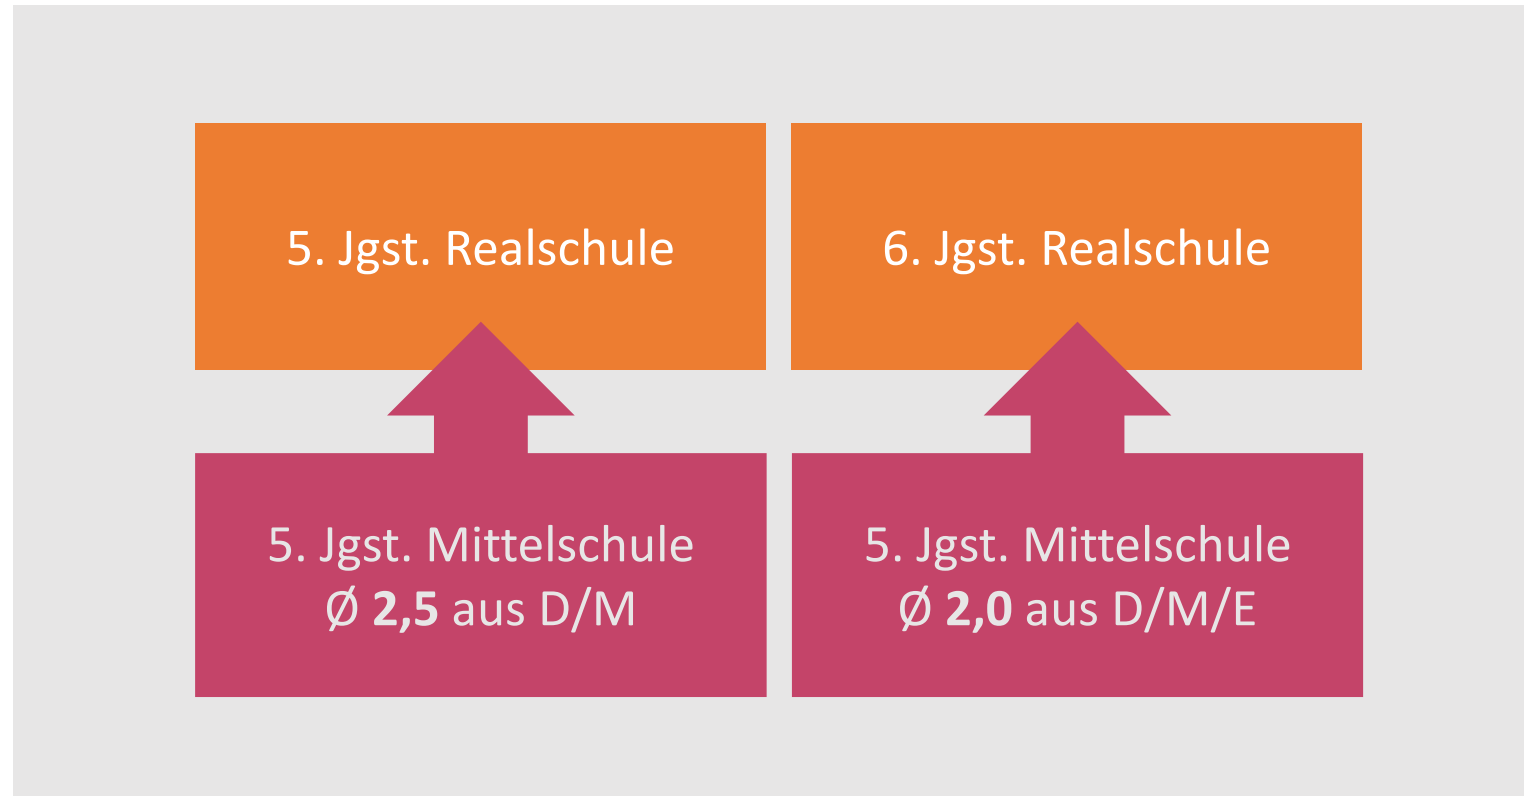 5. Jgst. Realschule
6. Jgst. Realschule
5. Jgst. Mittelschule
Ø 2,5 aus D/M
5. Jgst. Mittelschule
Ø 2,0 aus D/M/E